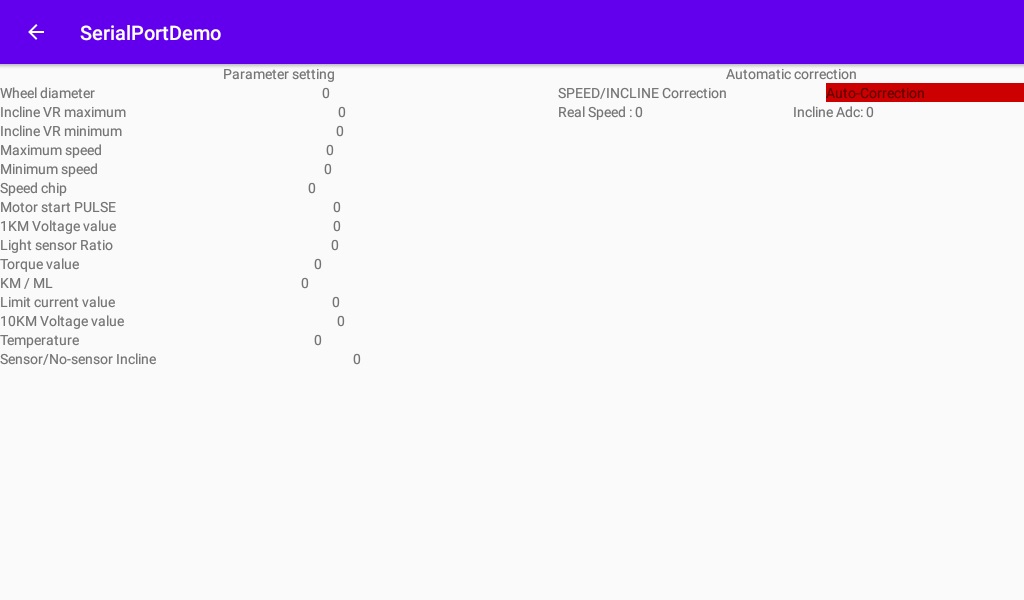 SerialPortDemo
Parameter setting
Wheel diameter 0
Incline VR maximum 0
Incline VR minimum 0
Maximum speed 0
Minimum speed 0
Speed chip 0
Motor start PULSE 0
1KM Voltage value 0
Light sensor Ratio 0
Torque value 0
KM / ML 0
Limit current value 0
10KM Voltage value 0
Temperature 0
Sensor/No-sensor Incline 0
Automatic correction
SPEED/INCLINE Correction Auto-Correction
Real Speed : 0 Incline Adc: 0